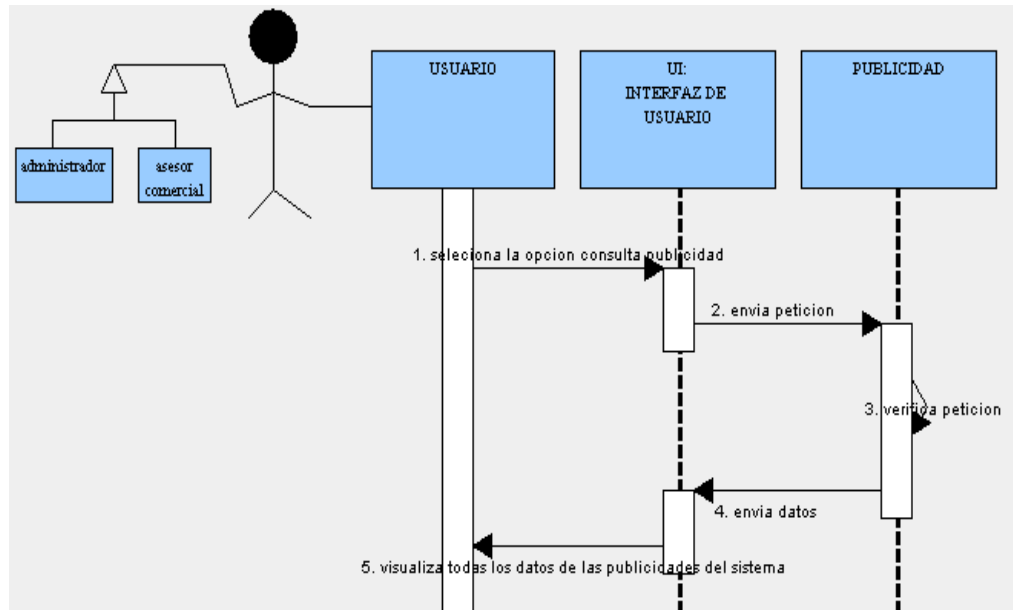 USUARIO
UI:
INTERFAZ DE
USUARIO
PUBLICIDAD
administrador
asesor
comercial
1. seleciona la opcion consulta publicidad
2. envia peticion
3. verifica peticion
4. envia datos
5. visualiza todas los datos de las publicidades del sistema